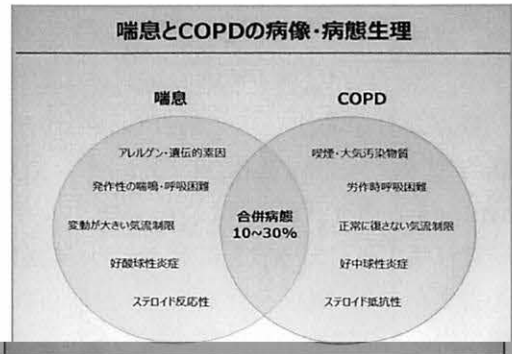 喘息とCOPDの病像・病態生理
喘息
COPD
アレルゲン・遺伝的素因
喫煙・大気汚染物質
発作性の喘鳴・呼吸困難
労作時呼吸困難
合併病態
10~30%
変動が大きい気流制限
正常に復さない気流制限
好酸球性炎症
好中球性炎症
ステロイド反応性
ステロイド抵抗性